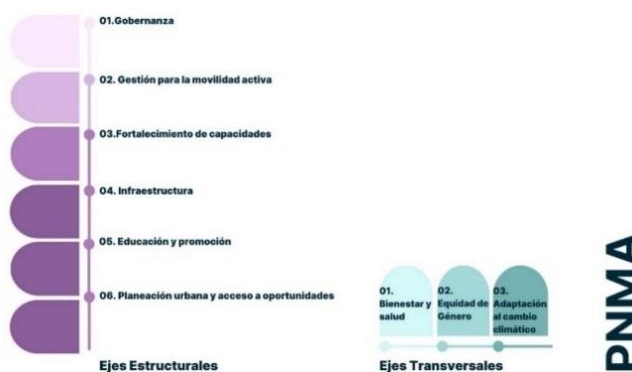 01.Gobernanza
02. Gestión para la movilidad activa
03.Fortalecimiento de capacidades
04. Infraestructura
05. Educación y promoción
06. Planeación urbana y acceso a oportunidades
Ejes Estructurales
01.
Bienestar y
salud
02.
Equidad de
Género
03.
Adaptación
al cambio
climático
Ejes Transversales
PNMA